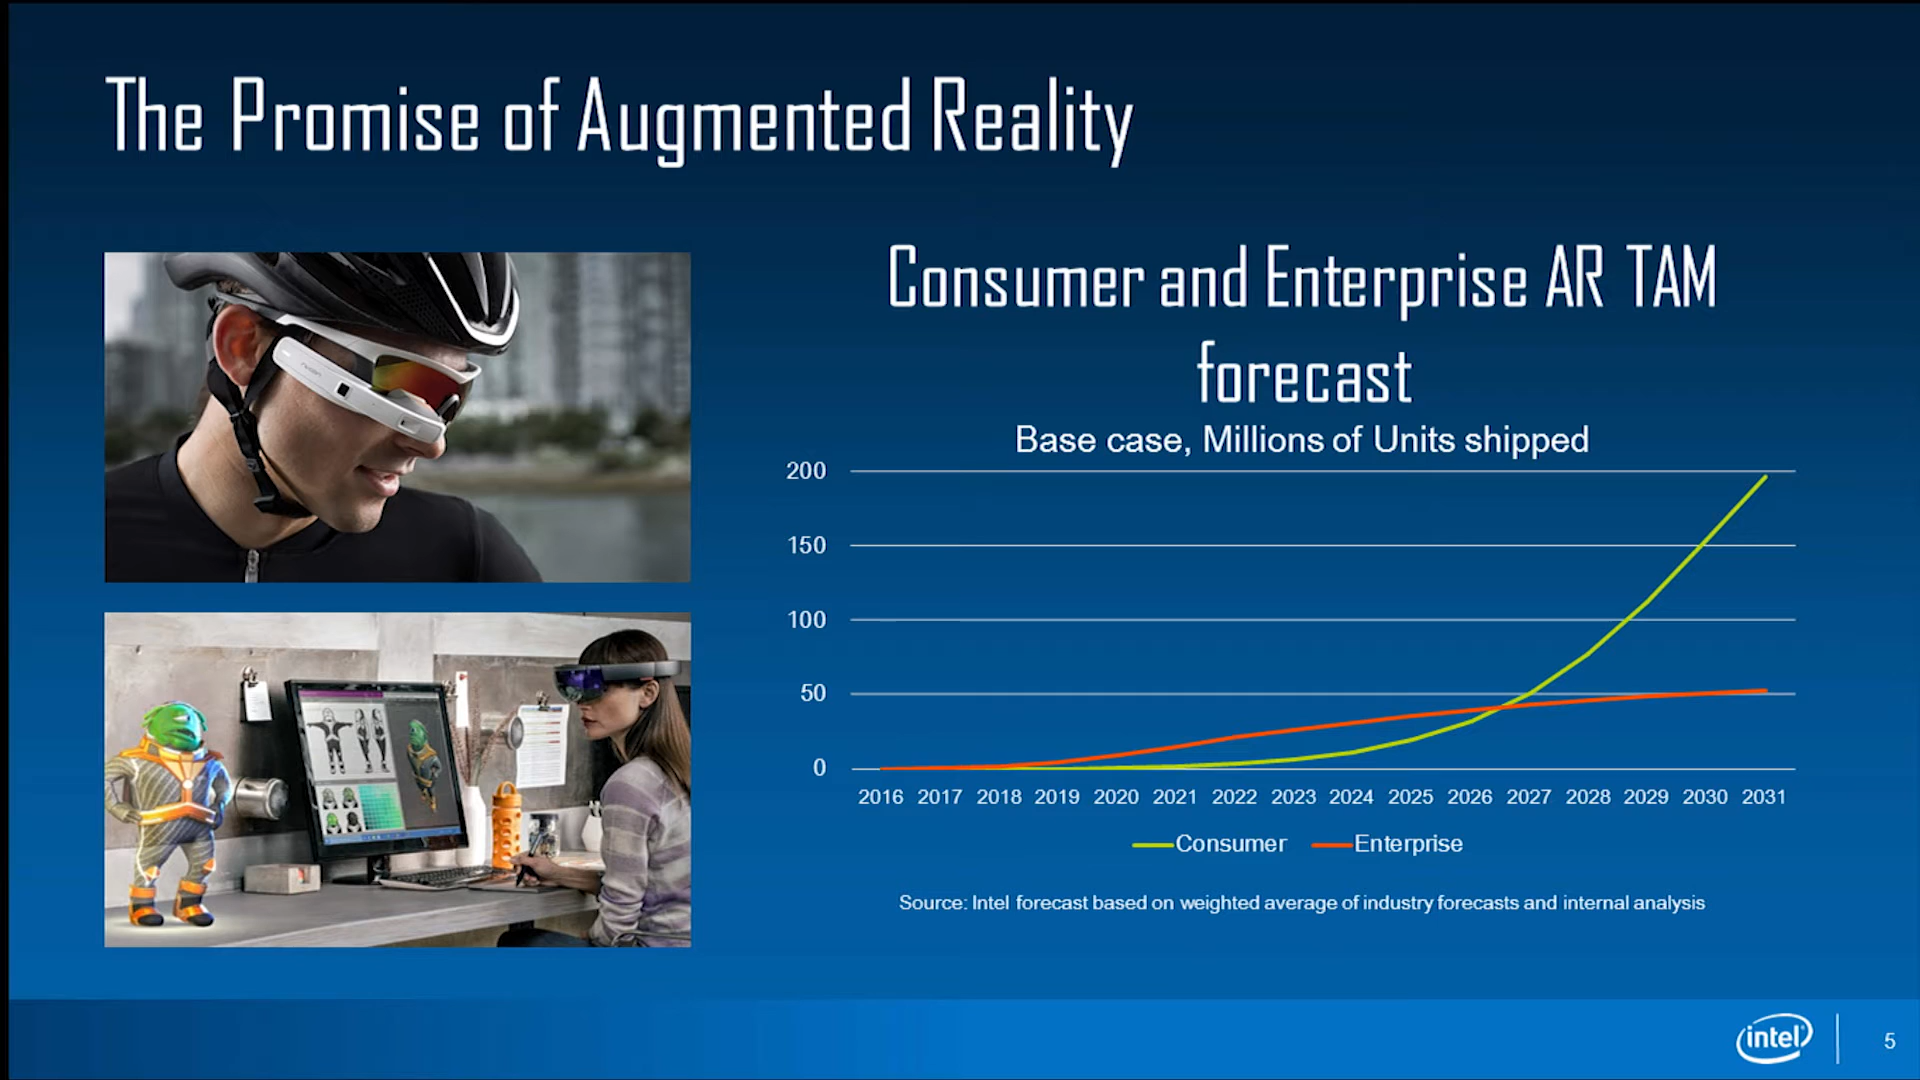 The Promise of Augmented Reality
Consumer and Enterprise AR TAM
forecast
Base case, Millions of Units shipped
200
150
100
50
0
2016 2017 2018 2019 2020 2021 2022 2023 2024 2025 2026 2027 2028 2029 2030 2031
Consumer Enterprise
Source: Intel forecast based on weighted average of industry forecasts and internal analysis
intel
5